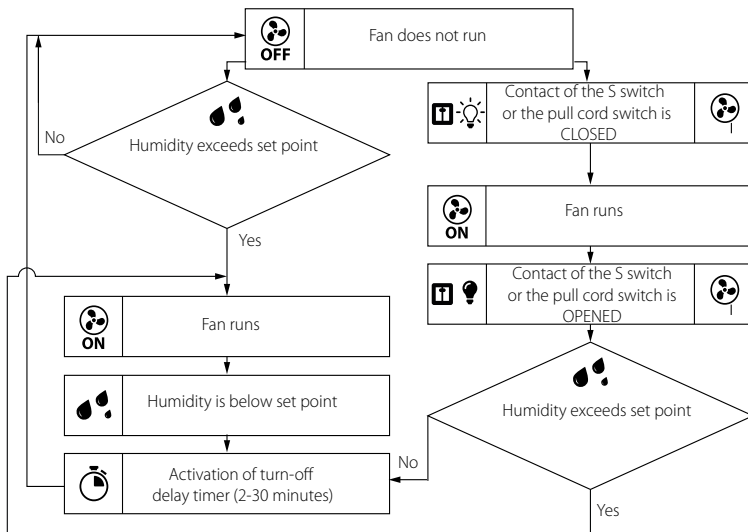 OFF
Fan does not run
No
Humidity exceeds set point
Yes
ON
Fan runs
Humidity is below set point
Activation of turn-off
delay timer (2-30 minutes)
Contact of the S switch
or the pull cord switch is
CLOSED
ON
Fan runs
Contact of the S switch
or the pull cord switch is
OPENED
Humidity exceeds set point
No
Yes